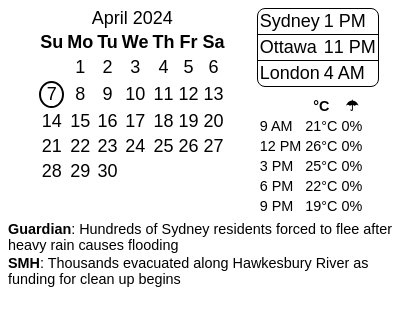 April 2024
Su Mo Tu We Th Fr Sa
1 2 3 4 5 6
7 8 9 10 11 12 13
14 15 16 17 18 19 20
21 22 23 24 25 26 27
28 29 30
Sydney 1 PM
Ottawa 11 PM
London 4 AM
°C ☂
9 AM 21°C 0%
12 PM 26°C 0%
3 PM 25°C 0%
6 PM 22°C 0%
9 PM 19°C 0%
Guardian: Hundreds of Sydney residents forced to flee after
heavy rain causes flooding
SMH: Thousands evacuated along Hawkesbury River as
funding for clean up begins